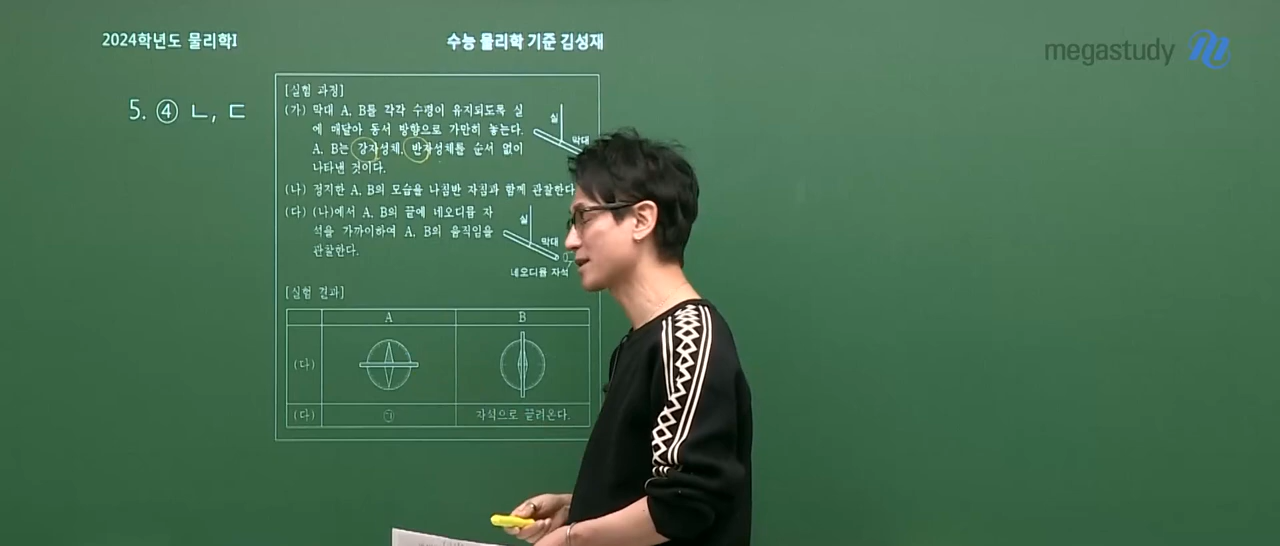 2024학년도 물리학I
수능 물리학 기준 김성재
megastudy
5. ④ ㄴ, ㄷ
[실험 과정]
(가) 막대 A, B를 각각 수평이 유지되도록 실
에 매달아 동서 방향으로 가만히 놓는다.
A, B는 강자성체, 반자성체를 순서 없이
나타낸 것이다.
실
막대
(나) 정지한 A, B의 모습을 나침반 자침과 함께 관찰한다
(다) (나)에서 A, B의 끝에 네오디뮴 자
석을 가까이하여 A, B의 움직임을
관찰한다.
실
막대
네오디뮴 자석
[실험 결과]
A B
(다)
(다) ㉠ 자석으로 끌려온다.